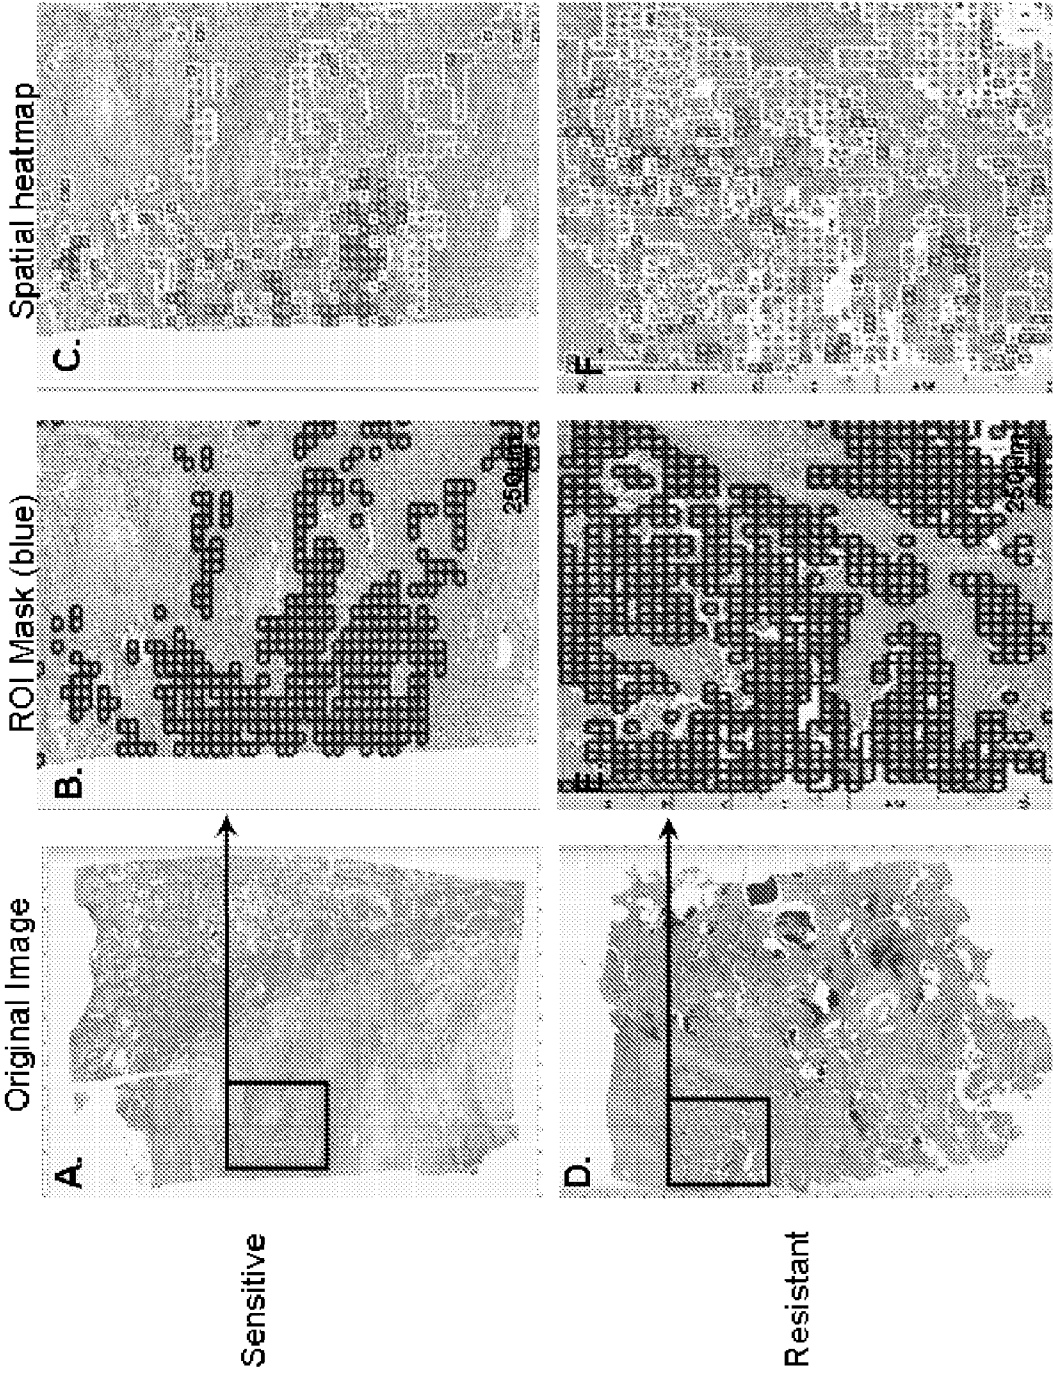 Original Image
ROI Mask (blue)
Spatial heatmap
Sensitive
A.
B.
250µm
C.
Resistant
D.
E.
250µm
F.